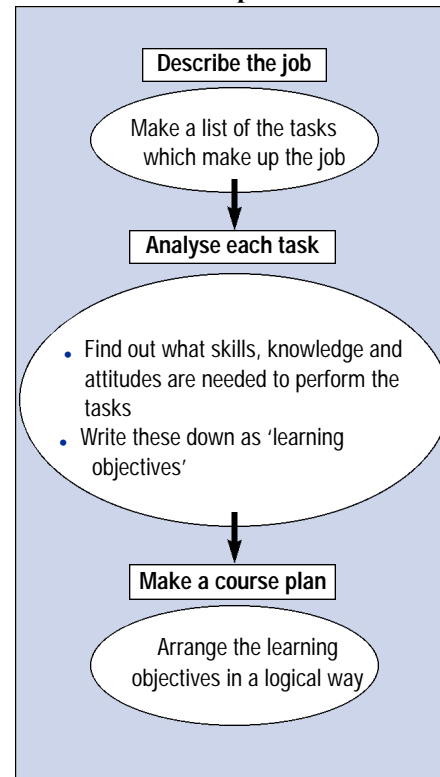 Describe the job
Make a list of the tasks
which make up the job
Analyse each task
• Find out what skills, knowledge and
attitudes are needed to perform the
tasks
• Write these down as ‘learning
objectives’
Make a course plan
Arrange the learning
objectives in a logical way